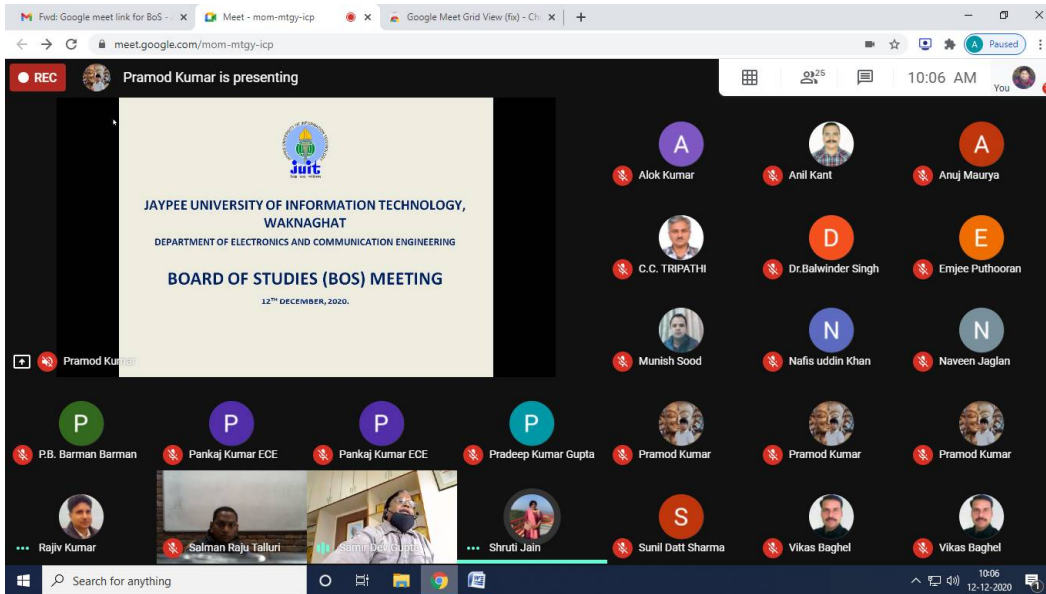 Fwd: Google meet link for BoS -
Meet - mom-mtgy-icp
Google Meet Grid View (fix) - Ch
meet.google.com/mom-mtgy-icp
A
Paused
REC
Pramod Kumar is presenting
26
10:06 AM
You
JUIT
JAYPEE UNIVERSITY OF INFORMATION TECHNOLOGY,
WAKNAGHAT
DEPARTMENT OF ELECTRONICS AND COMMUNICATION ENGINEERING
BOARD OF STUDIES (BOS) MEETING
12TH DECEMBER, 2020.
Pramod Kumar
A
Alok Kumar
Anil Kant
A
Anuj Maurya
C.C. TRIPATHI
D
Dr.Balwinder Singh
E
Emjee Puthooran
Munish Sood
N
Nafis uddin Khan
N
Naveen Jaglan
P
P.B. Barman Barman
P
Pankaj Kumar ECE
P
Pankaj Kumar ECE
P
Pradeep Kumar Gupta
Pramod Kumar
Pramod Kumar
Pramod Kumar
Rajiv Kumar
Salman Raju Talluri
Samir Dev Gupta
Shruti Jain
S
Sunil Datt Sharma
Vikas Baghel
Vikas Baghel
Search for anything
10:06
12-12-2020
1